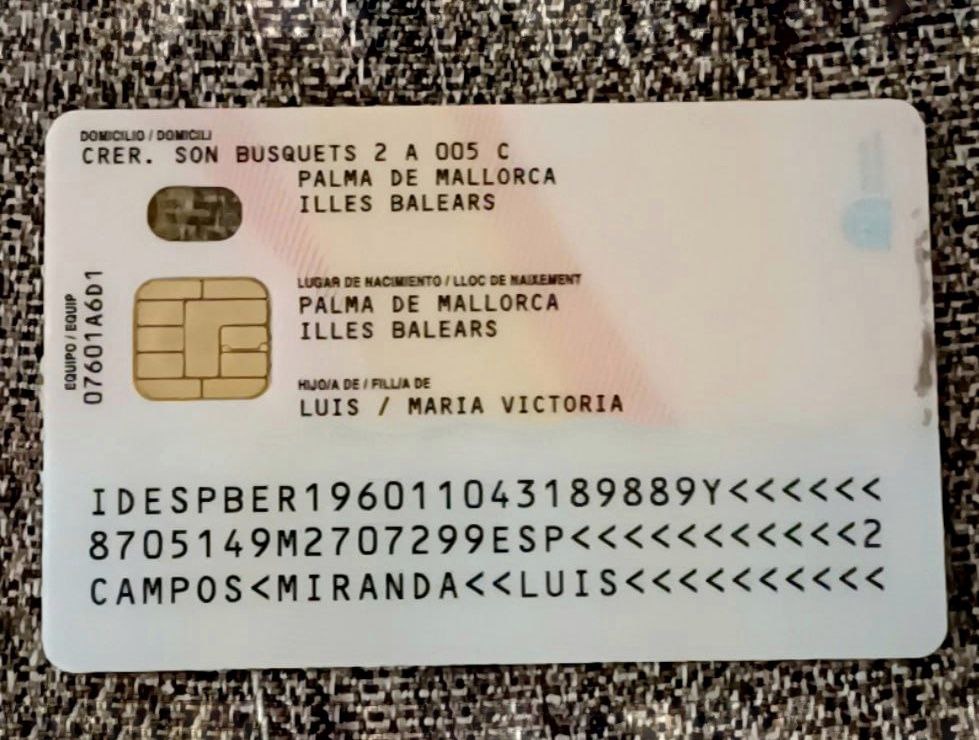 DOMICILIO / DOMICILI
CRER. SON BUSQUETS 2 A 005 C
PALMA DE MALLORCA
ILLES BALEARS
LUGAR DE NACIMIENTO / LLOC DE NAIXEMENT
PALMA DE MALLORCA
ILLES BALEARS
HIJO/A DE / FILL/A DE
LUIS / MARIA VICTORIA
EQUIPO / EQUIP
07601A6D1
IDESPBER196011043189889Y<<<<<<
8705149M2707299ESP<<<<<<<<<<<2
CAMPOS<MIRANDA<<LUIS<<<<<<<<<<